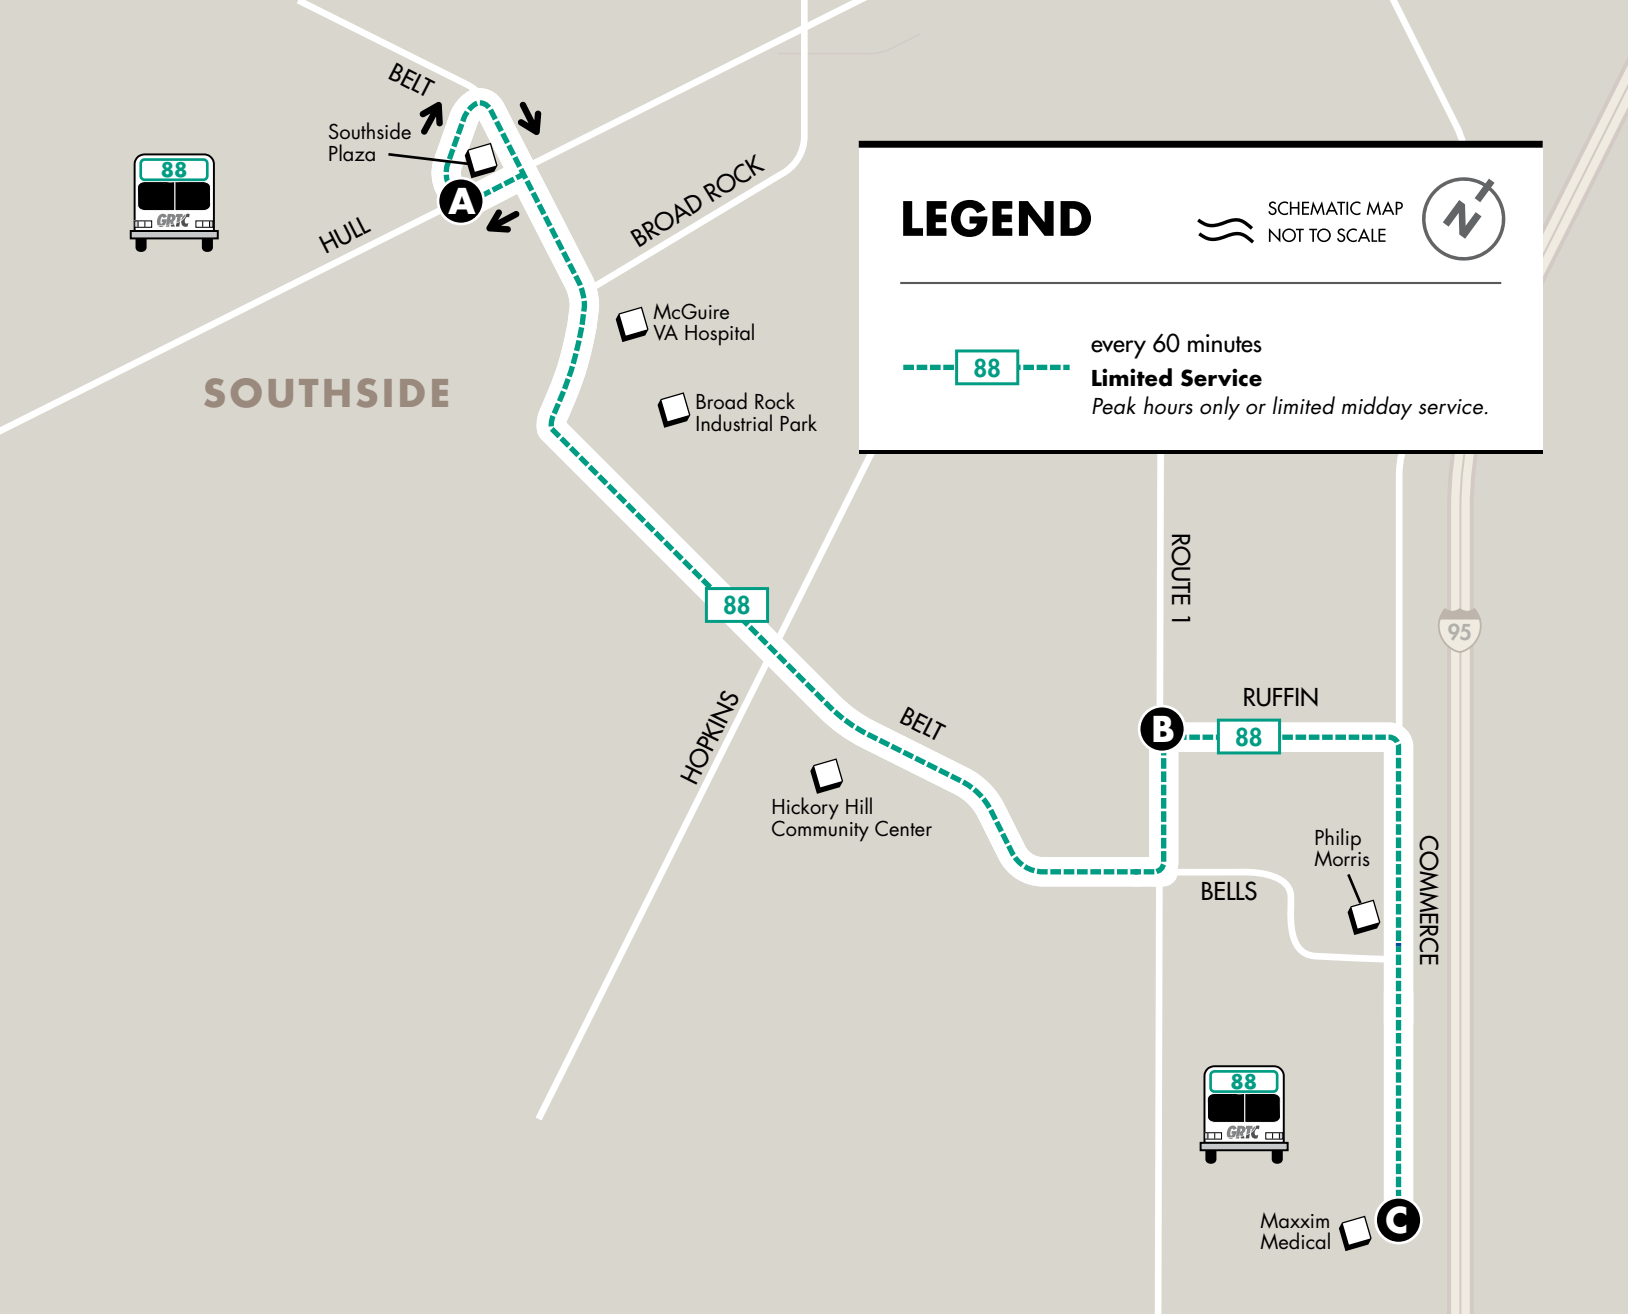 BELT
Southside
Plaza
88
GRTC
A
HULL
BROAD ROCK
LEGEND
SCHEMATIC MAP
NOT TO SCALE
N
every 60 minutes
88
Limited Service
Peak hours only or limited midday service.
McGuire
VA Hospital
SOUTHSIDE
Broad Rock
Industrial Park
ROUTE 1
88
95
HOPKINS
BELT
RUFFIN
B
88
Hickory Hill
Community Center
Philip
Morris
COMMERCE
BELLS
88
GRTC
Maxxim
Medical
C